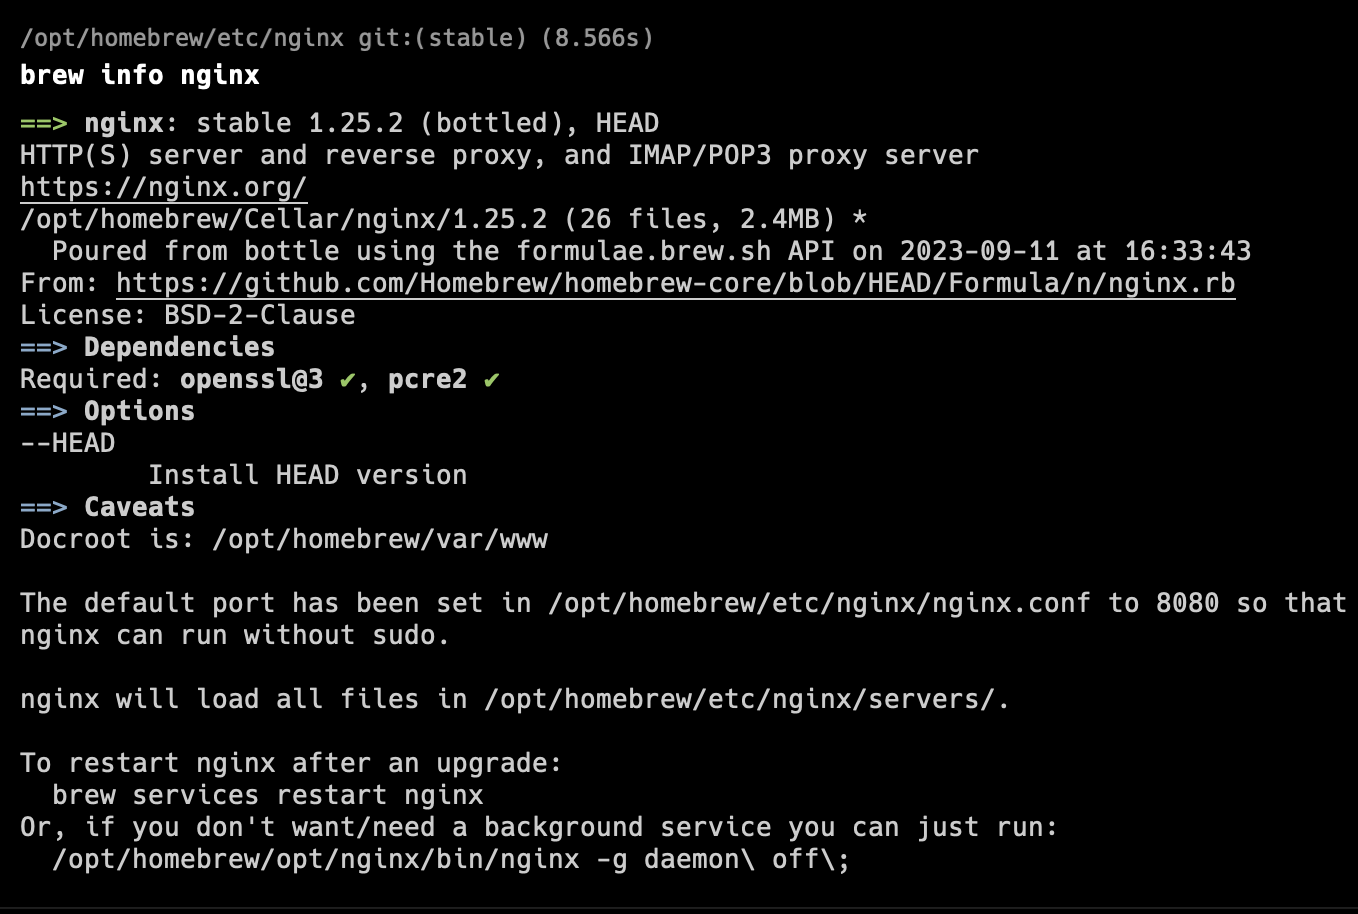 /opt/homebrew/etc/nginx git:(stable) (8.566s)
brew info nginx
==> nginx: stable 1.25.2 (bottled), HEAD
HTTP(S) server and reverse proxy, and IMAP/POP3 proxy server
https://nginx.org/
/opt/homebrew/Cellar/nginx/1.25.2 (26 files, 2.4MB) *
  Poured from bottle using the formulae.brew.sh API on 2023-09-11 at 16:33:43
From: https://github.com/Homebrew/homebrew-core/blob/HEAD/Formula/n/nginx.rb
License: BSD-2-Clause
==> Dependencies
Required: openssl@3 ✔, pcre2 ✔
==> Options
--HEAD
        Install HEAD version
==> Caveats
Docroot is: /opt/homebrew/var/www

The default port has been set in /opt/homebrew/etc/nginx/nginx.conf to 8080 so that
nginx can run without sudo.

nginx will load all files in /opt/homebrew/etc/nginx/servers/.

To restart nginx after an upgrade:
  brew services restart nginx
Or, if you don't want/need a background service you can just run:
  /opt/homebrew/opt/nginx/bin/nginx -g daemon\ off\;